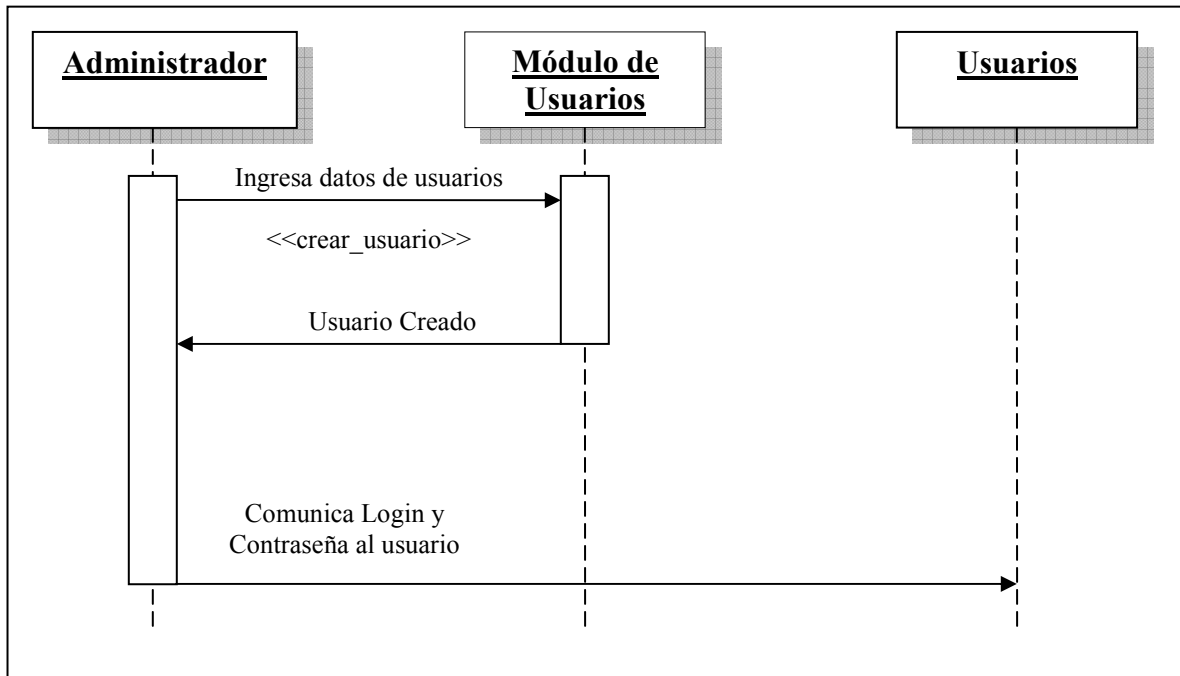 Administrador
Módulo de
Usuarios
Usuarios
Ingresa datos de usuarios
<<crear_usuario>>
Usuario Creado
Comunica Login y
Contraseña al usuario